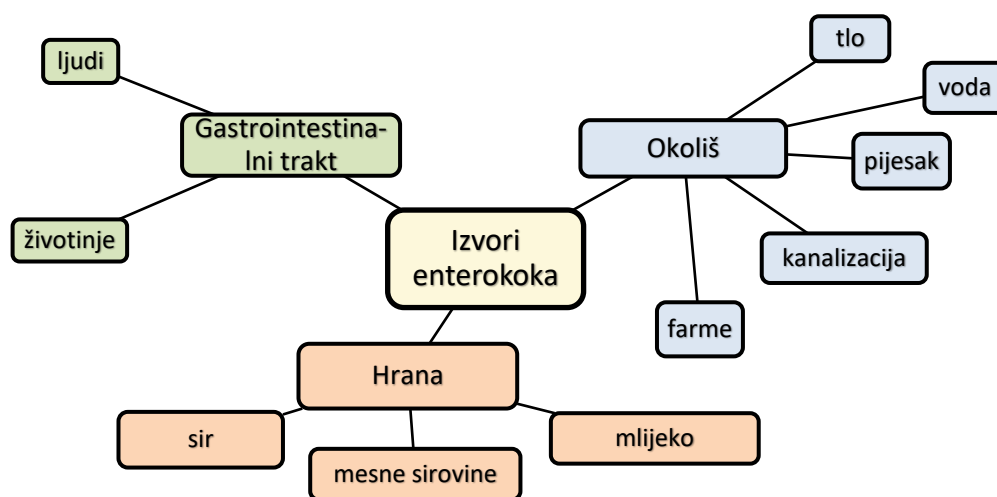 tlo
ljudi
voda
Gastrointestina-
lni trakt
Okoliš
pijesak
životinje
Izvori
enterokoka
kanalizacija
farme
Hrana
sir
mlijeko
mesne sirovine